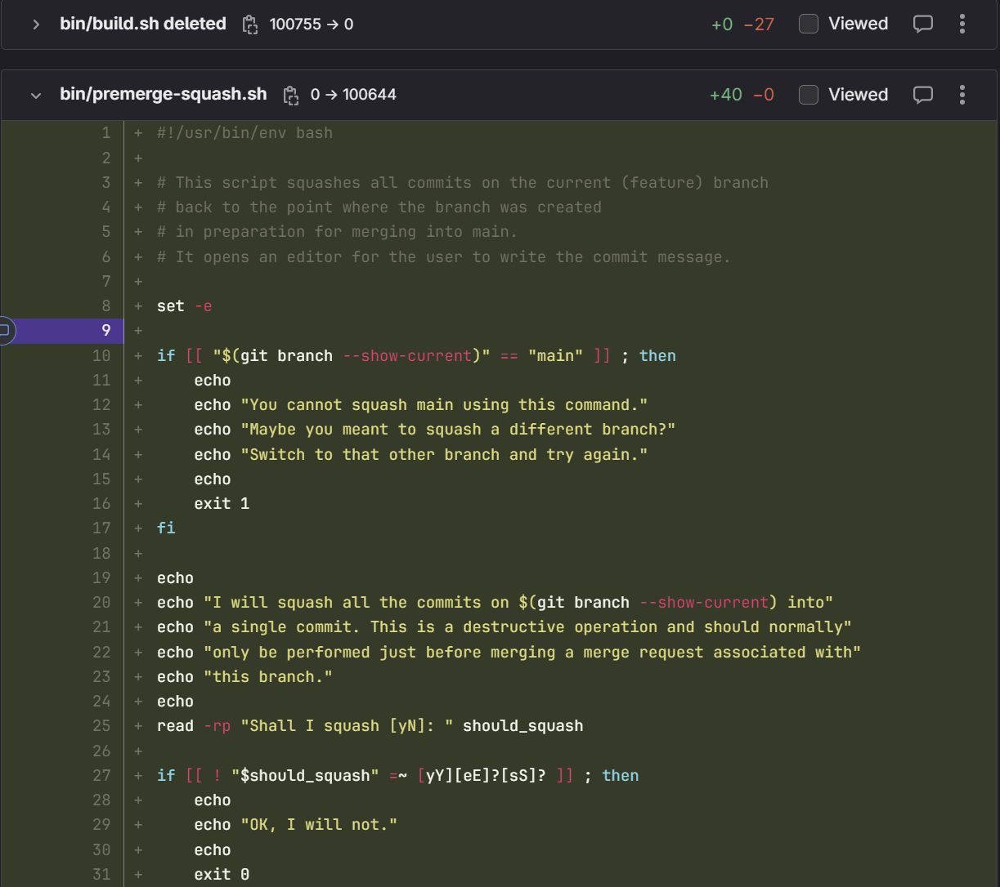 bin/build.sh deleted 100755 → 0 +0 −27 Viewed
bin/premerge-squash.sh 0 → 100644 +40 −0 Viewed
1 + #!/usr/bin/env bash
2 +
3 + # This script squashes all commits on the current (feature) branch
4 + # back to the point where the branch was created
5 + # in preparation for merging into main.
6 + # It opens an editor for the user to write the commit message.
7 +
8 + set -e
9 +
10 + if [[ "$(git branch --show-current)" == "main" ]] ; then
11 +     echo
12 +     echo "You cannot squash main using this command."
13 +     echo "Maybe you meant to squash a different branch?"
14 +     echo "Switch to that other branch and try again."
15 +     echo
16 +     exit 1
17 + fi
18 +
19 + echo
20 + echo "I will squash all the commits on $(git branch --show-current) into"
21 + echo "a single commit. This is a destructive operation and should normally"
22 + echo "only be performed just before merging a merge request associated with"
23 + echo "this branch."
24 + echo
25 + read -rp "Shall I squash [yN]: " should_squash
26 +
27 + if [[ ! "$should_squash" =~ [yY][eE]?[sS]? ]] ; then
28 +     echo
29 +     echo "OK, I will not."
30 +     echo
31 +     exit 0